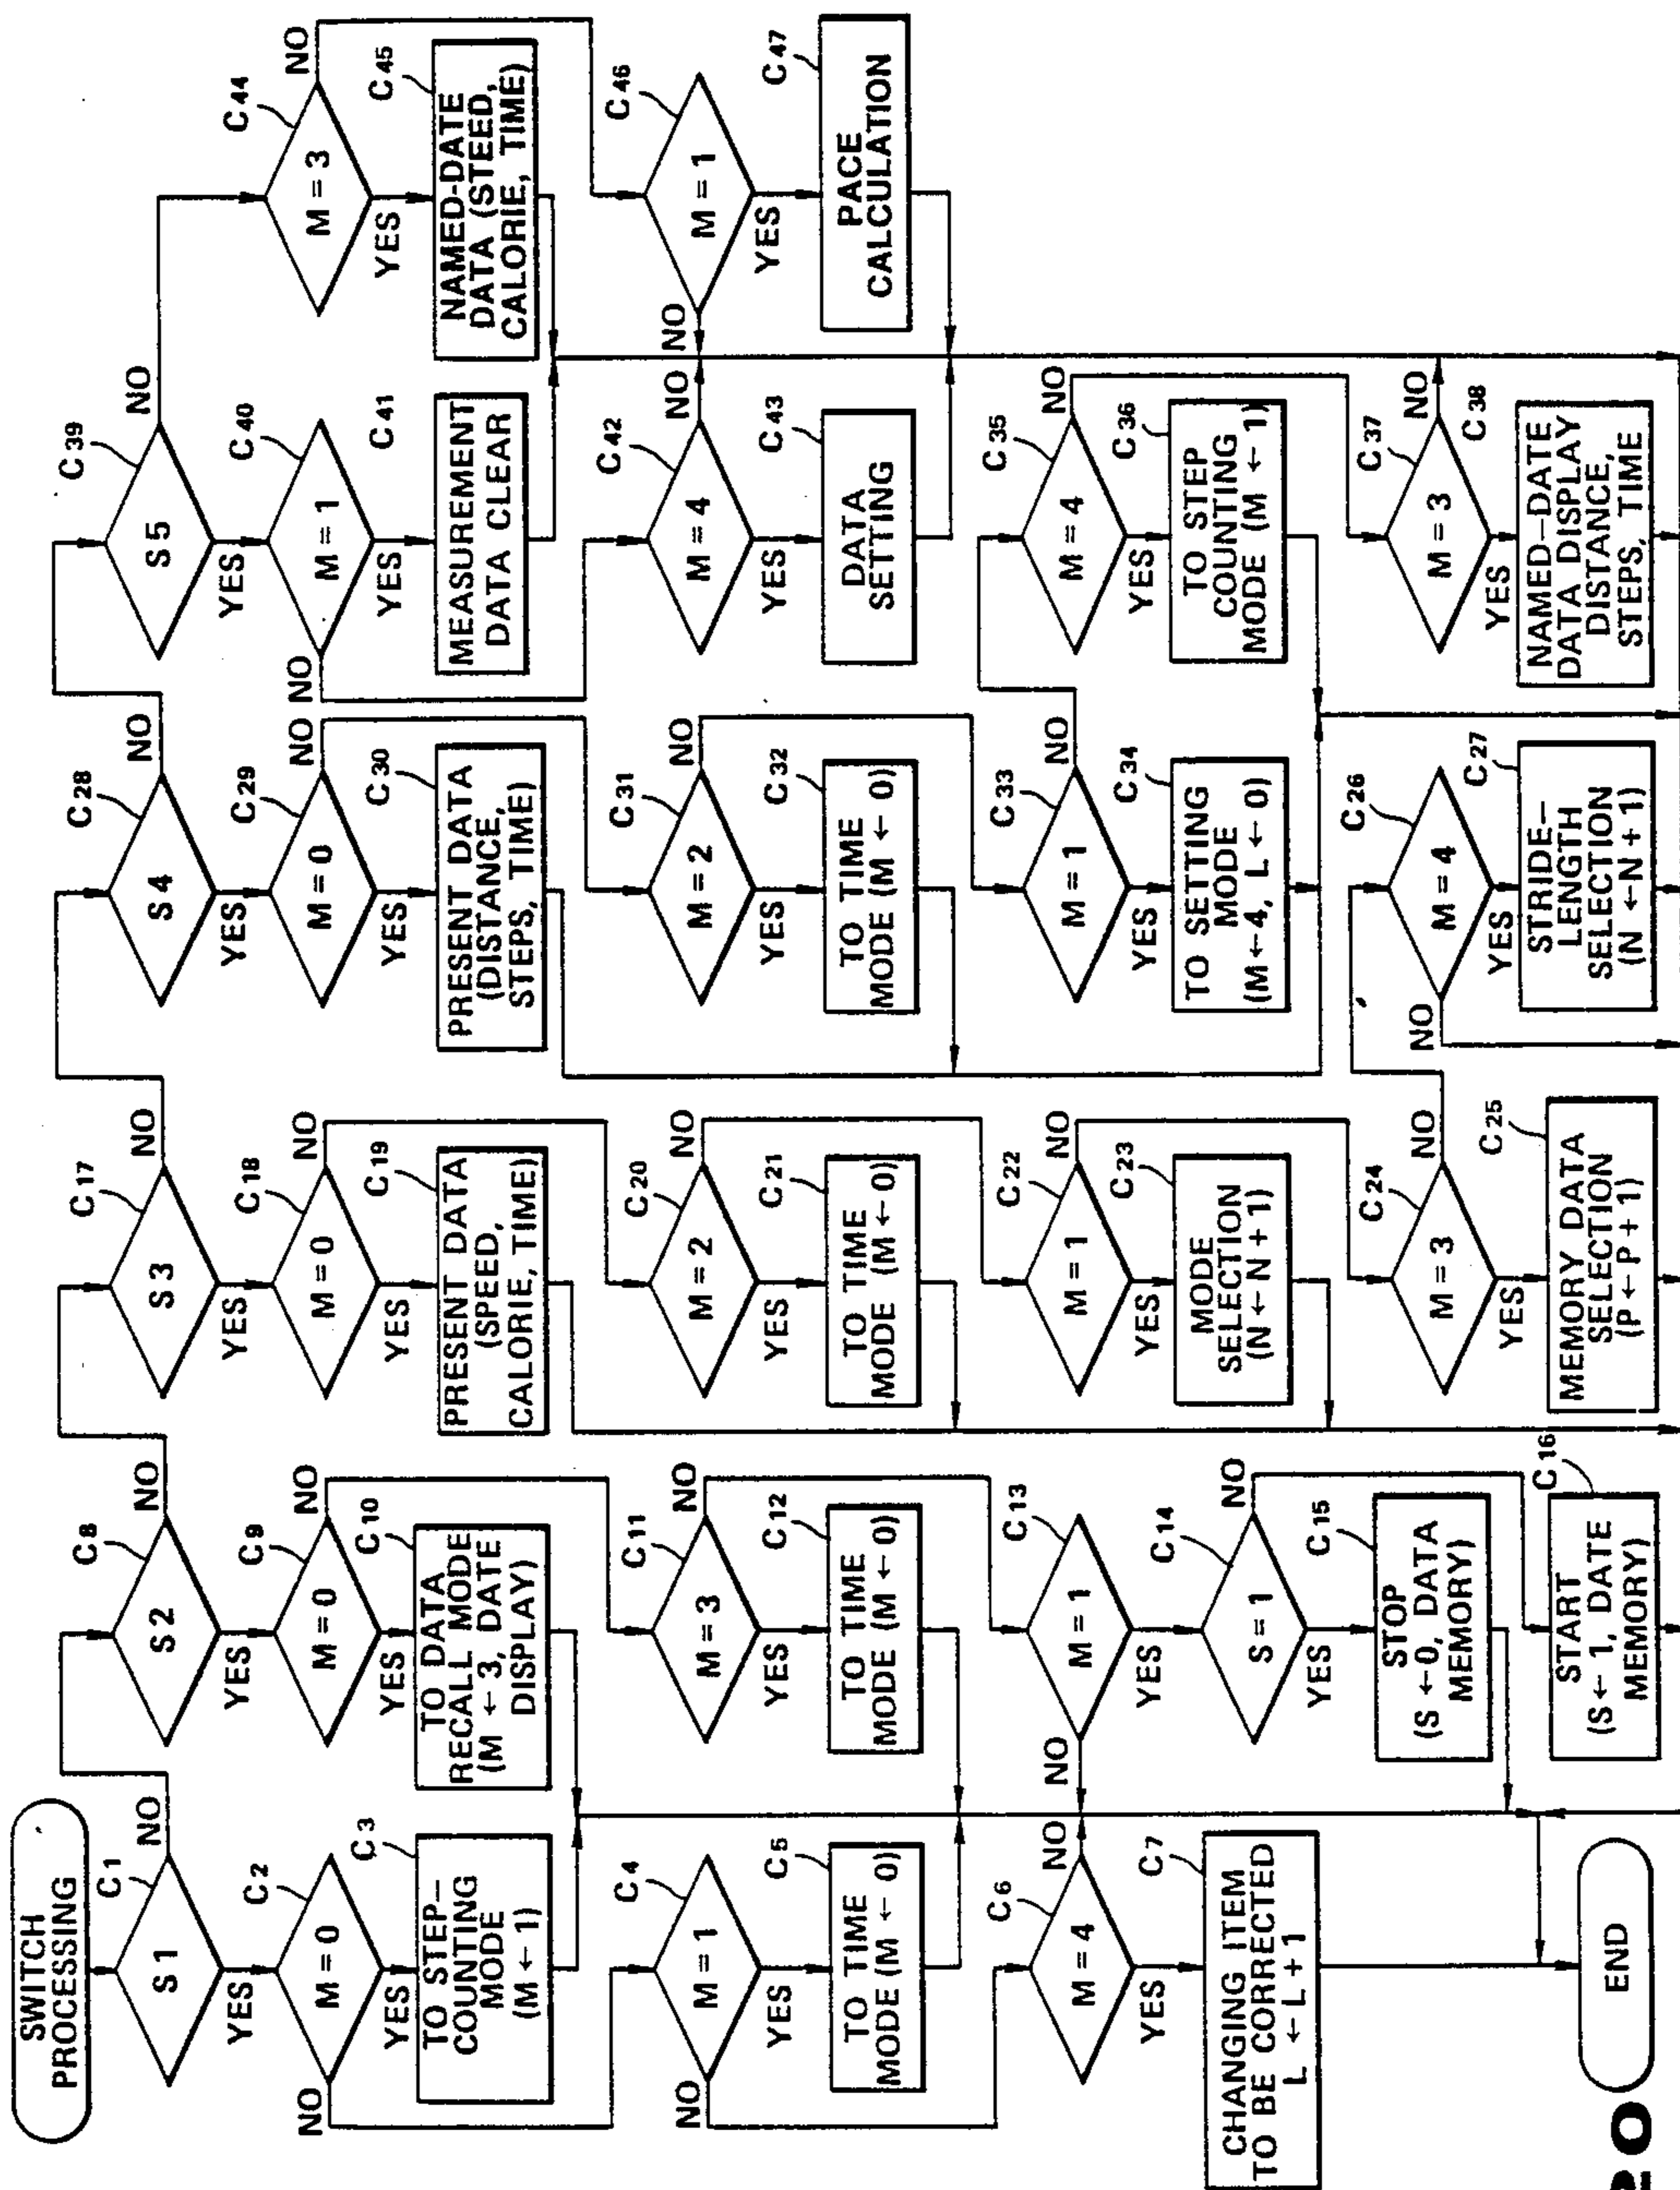 SWITCH
PROCESSING
C1
S1
NO
YES
C2
M=0
NO
YES
C3
TO STEP–
COUNTING
MODE
(M ← 1)
C4
M=1
NO
YES
C5
TO TIME
MODE (M ← 0)
C6
M=4
NO
YES
C7
CHANGING ITEM
TO BE CORRECTED
L ← L + 1
END
C8
S2
NO
YES
C9
M=0
NO
YES
C10
TO DATA
RECALL MODE
(M ← 3, DATE
DISPLAY)
C11
M=3
NO
YES
C12
TO TIME
MODE (M ← 0)
C13
M=1
NO
YES
C14
S=1
NO
YES
C15
STOP
(S ← 0, DATA
MEMORY)
C16
START
(S ← 1, DATE
MEMORY)
C17
S3
NO
YES
C18
M=0
NO
YES
C19
PRESENT DATA
(SPEED,
CALORIE, TIME)
C20
M=2
NO
YES
C21
TO TIME
MODE (M ← 0)
C22
M=1
NO
YES
C23
MODE
SELECTION
(N ← N + 1)
C24
M=3
NO
YES
C25
MEMORY DATA
SELECTION
(P ← P + 1)
C26
M=4
NO
YES
C27
STRIDE–
LENGTH
SELECTION
(N ← N + 1)
C28
S4
NO
YES
C29
M=0
NO
YES
C30
PRESENT DATA
(DISTANCE,
STEPS, TIME)
C31
M=2
NO
YES
C32
TO TIME
MODE (M ← 0)
C33
M=1
NO
YES
C34
TO SETTING
MODE
(M ← 4, L ← 0)
C35
M=4
NO
YES
C36
TO STEP
COUNTING
MODE (M ← 1)
C37
M=3
NO
YES
C38
NAMED–DATE
DATA DISPLAY
DISTANCE,
STEPS, TIME
C39
S5
NO
YES
C40
M=1
NO
YES
C41
MEASUREMENT
DATA CLEAR
C42
M=4
NO
YES
C43
DATA
SETTING
C44
M=3
NO
YES
C45
NAMED-DATE
DATA (STEED,
CALORIE, TIME)
C46
M=1
NO
YES
C47
PACE
CALCULATION
20